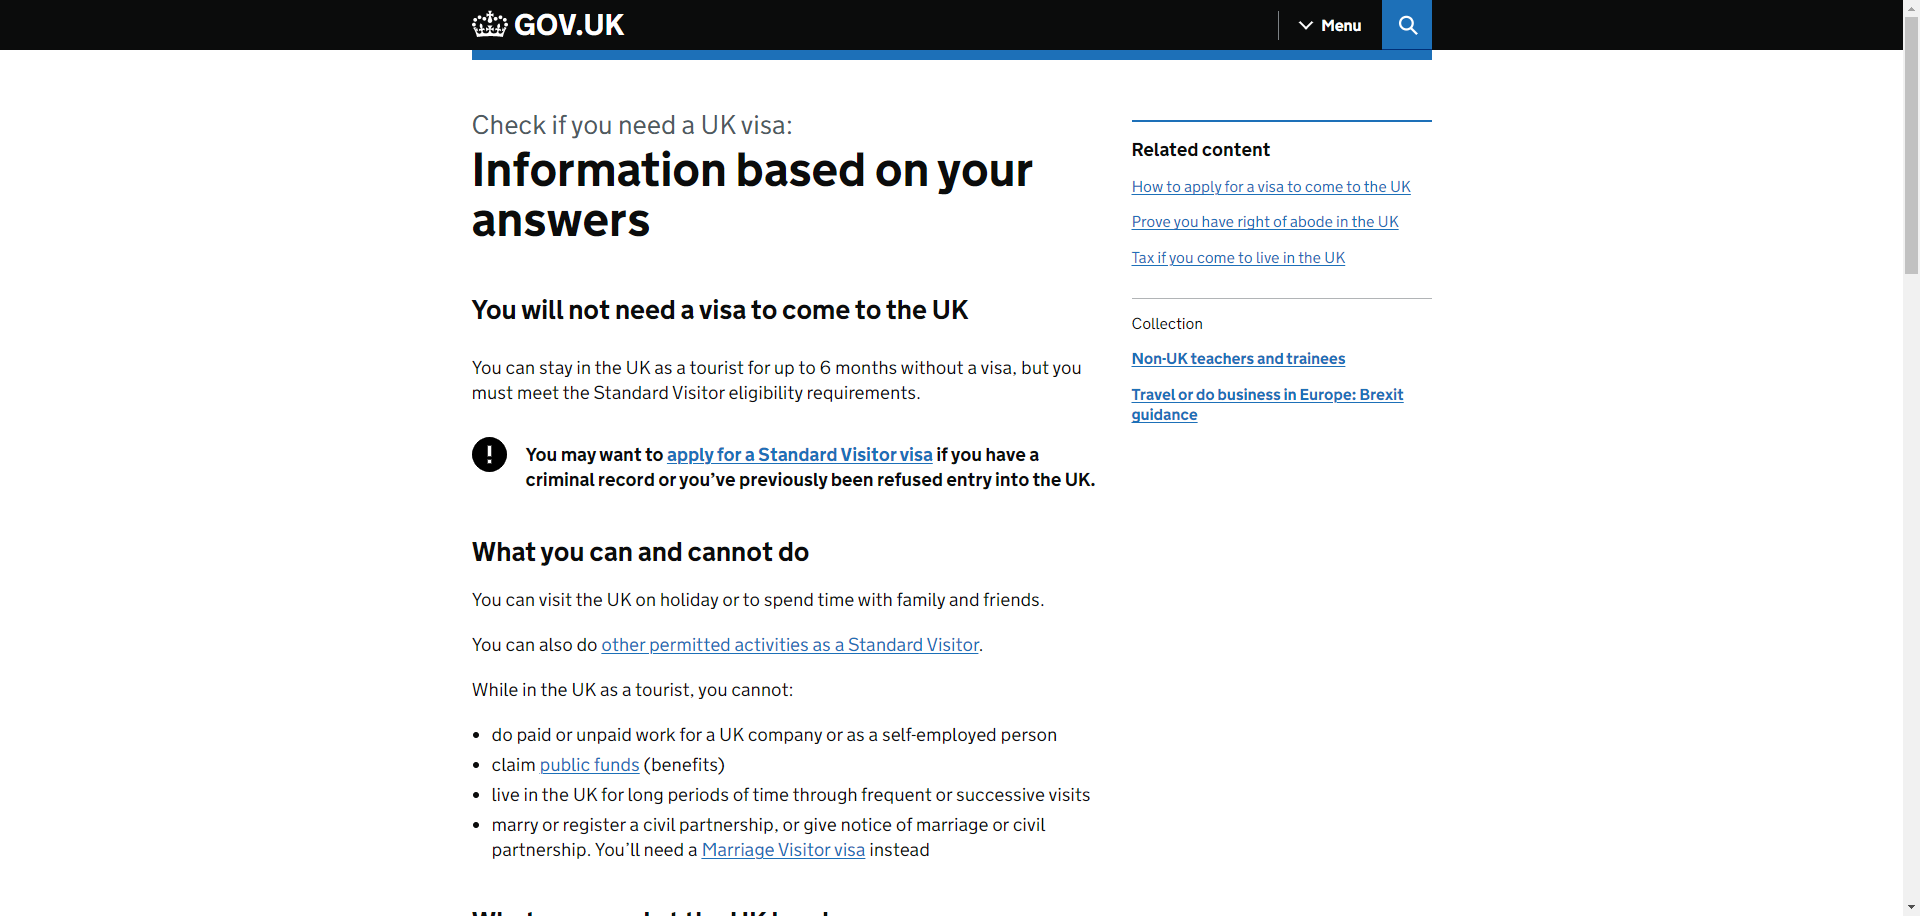 GOV.UK
Menu
Check if you need a UK visa:
Information based on your
answers
You will not need a visa to come to the UK
You can stay in the UK as a tourist for up to 6 months without a visa, but you
must meet the Standard Visitor eligibility requirements.
You may want to apply for a Standard Visitor visa if you have a
criminal record or you’ve previously been refused entry into the UK.
What you can and cannot do
You can visit the UK on holiday or to spend time with family and friends.
You can also do other permitted activities as a Standard Visitor.
While in the UK as a tourist, you cannot:
• do paid or unpaid work for a UK company or as a self-employed person
• claim public funds (benefits)
• live in the UK for long periods of time through frequent or successive visits
• marry or register a civil partnership, or give notice of marriage or civil
partnership. You’ll need a Marriage Visitor visa instead
Related content
How to apply for a visa to come to the UK
Prove you have right of abode in the UK
Tax if you come to live in the UK
Collection
Non-UK teachers and trainees
Travel or do business in Europe: Brexit
guidance